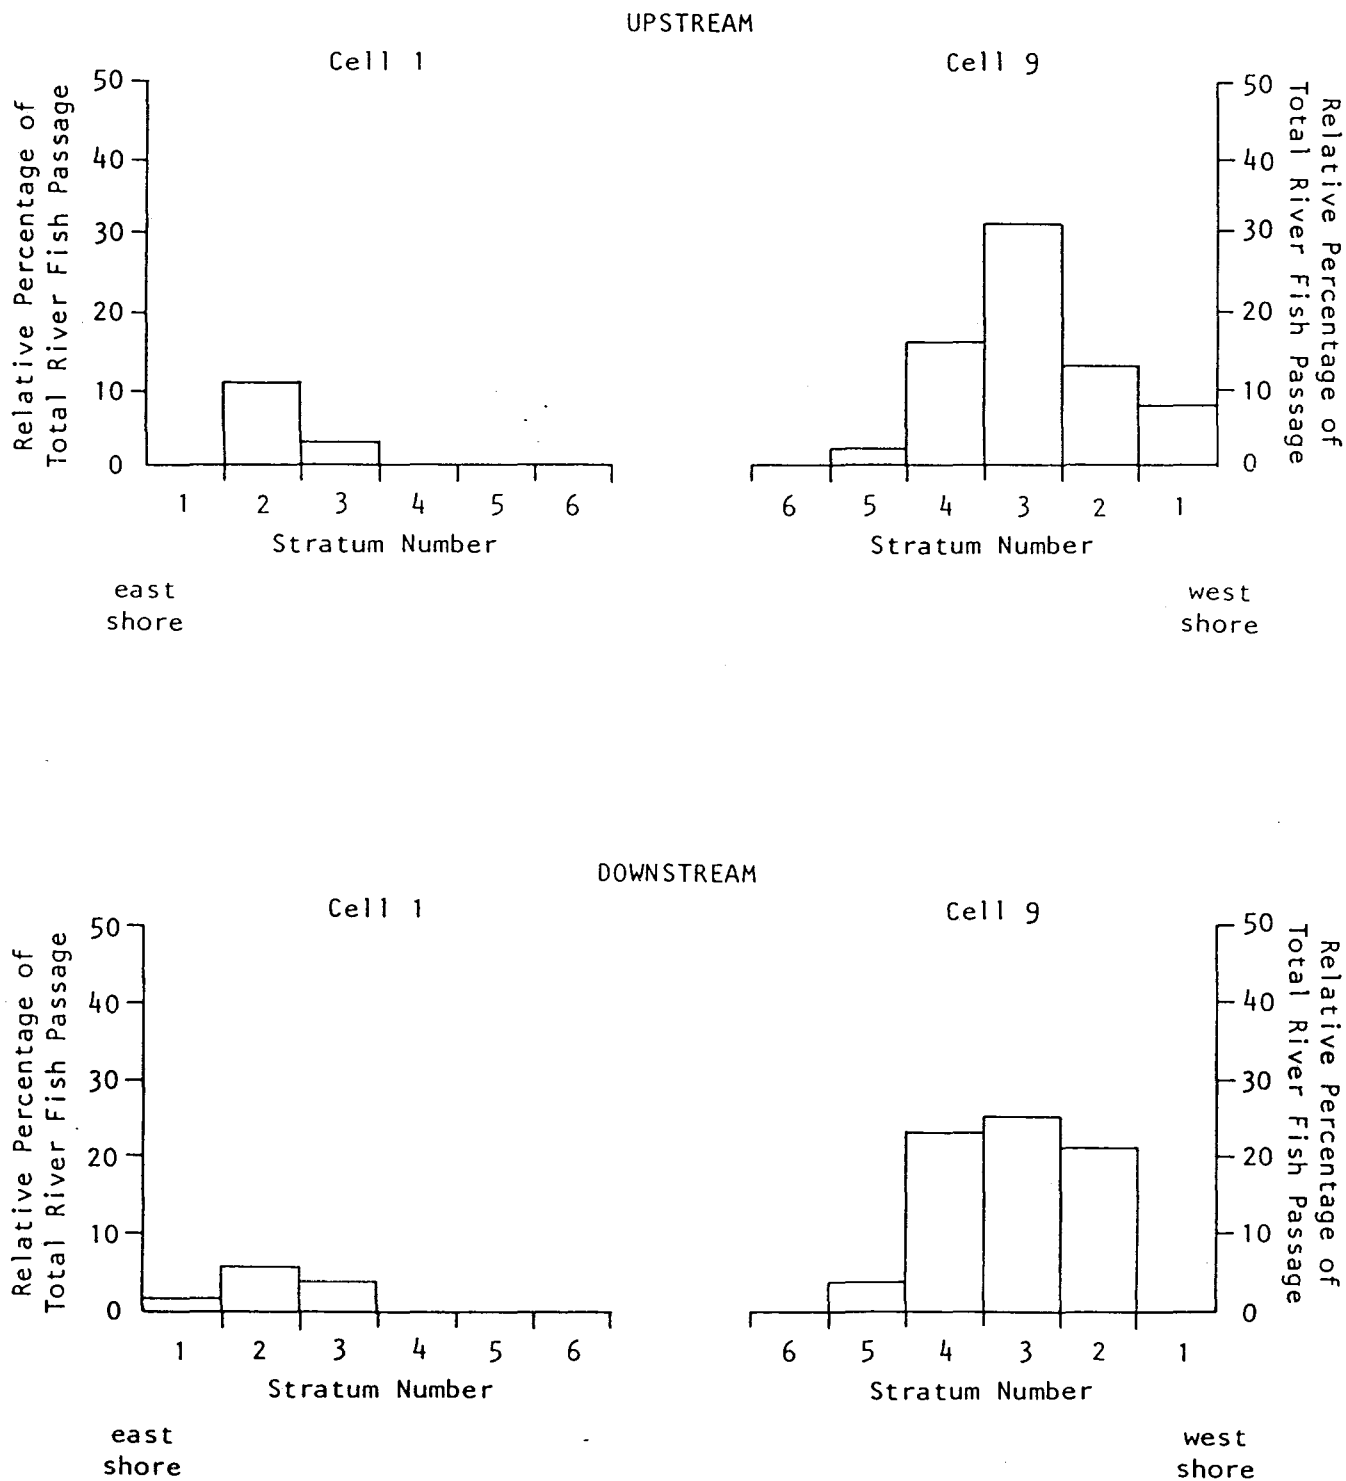 UPSTREAM
Cell 1
Relative Percentage of
Total River Fish Passage
50
40
30
20
10
0
1 2 3 4 5 6
Stratum Number
east
shore
Cell 9
50
40
30
20
10
0
Relative Percentage of
Total River Fish Passage
6 5 4 3 2 1
Stratum Number
west
shore
DOWNSTREAM
Cell 1
Relative Percentage of
Total River Fish Passage
50
40
30
20
10
0
1 2 3 4 5 6
Stratum Number
east
shore
Cell 9
50
40
30
20
10
0
Relative Percentage of
Total River Fish Passage
6 5 4 3 2 1
Stratum Number
west
shore